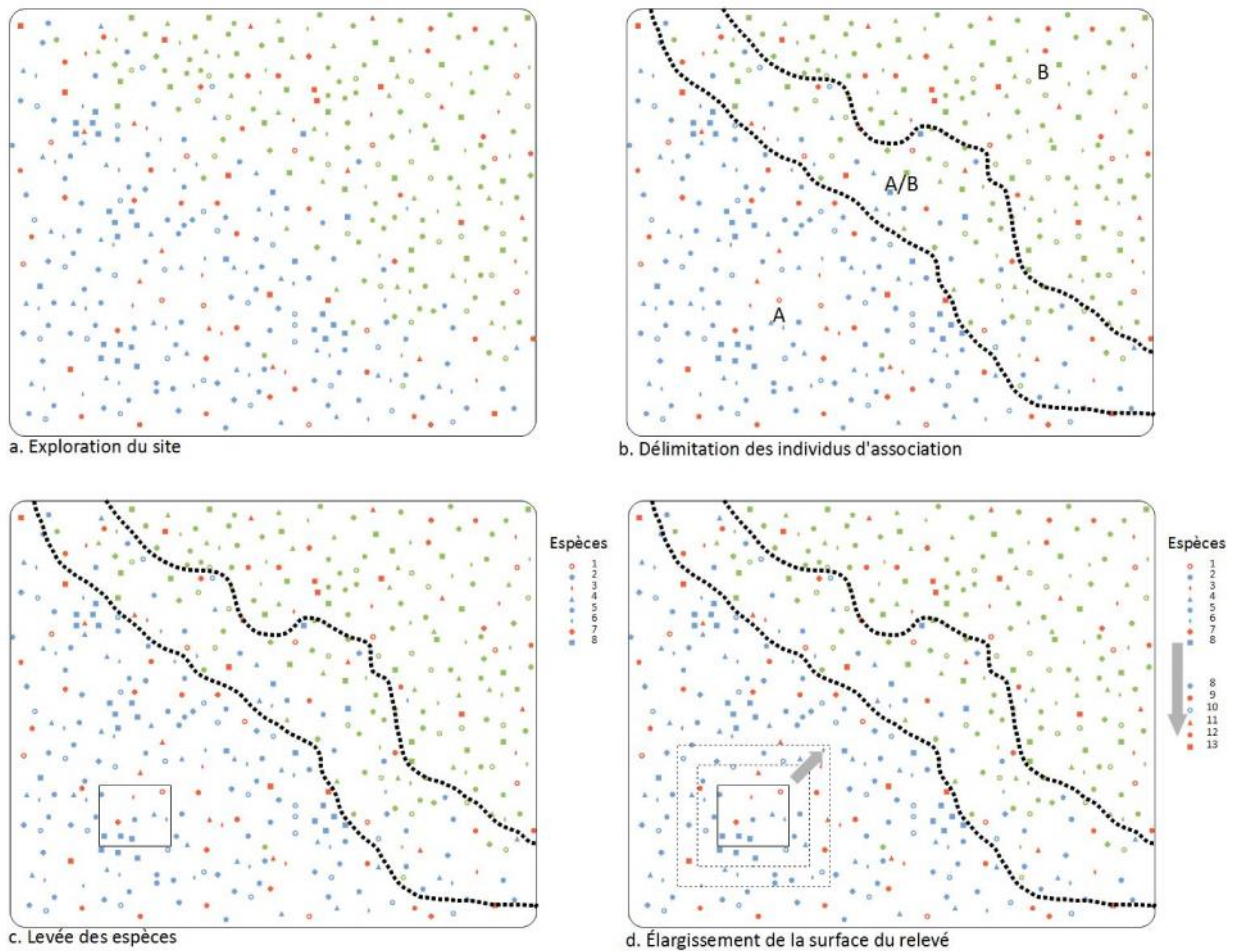 B
A/B
A
a. Exploration du site
b. Délimitation des individus d'association
Espèces
1
2
3
4
5
6
7
8
c. Levée des espèces
Espèces
1
2
3
4
5
6
7
8
8
9
10
11
12
13
d. Élargissement de la surface du relevé